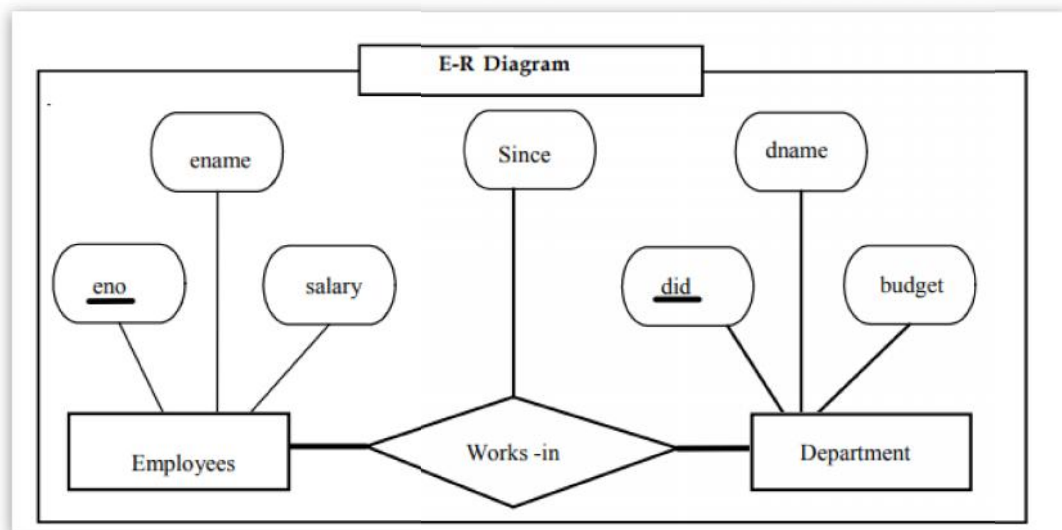 E-R Diagram
ename
Since
dname
eno
salary
did
budget
Employees
Works -in
Department